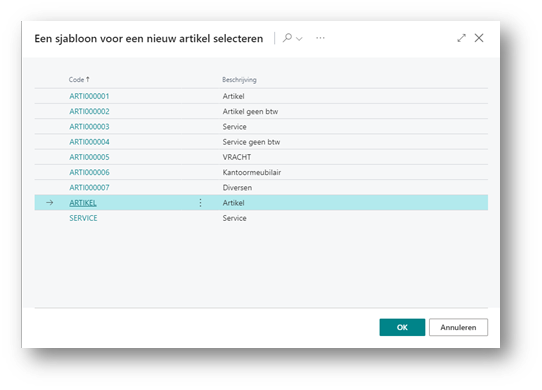 Een sjabloon voor een nieuw artikel selecteren
Code ↑ Beschrijving
ARTI000001 Artikel
ARTI000002 Artikel geen btw
ARTI000003 Service
ARTI000004 Service geen btw
ARTI000005 VRACHT
ARTI000006 Kantoormeubilair
ARTI000007 Diversen
ARTIKEL Artikel
SERVICE Service
OK Annuleren